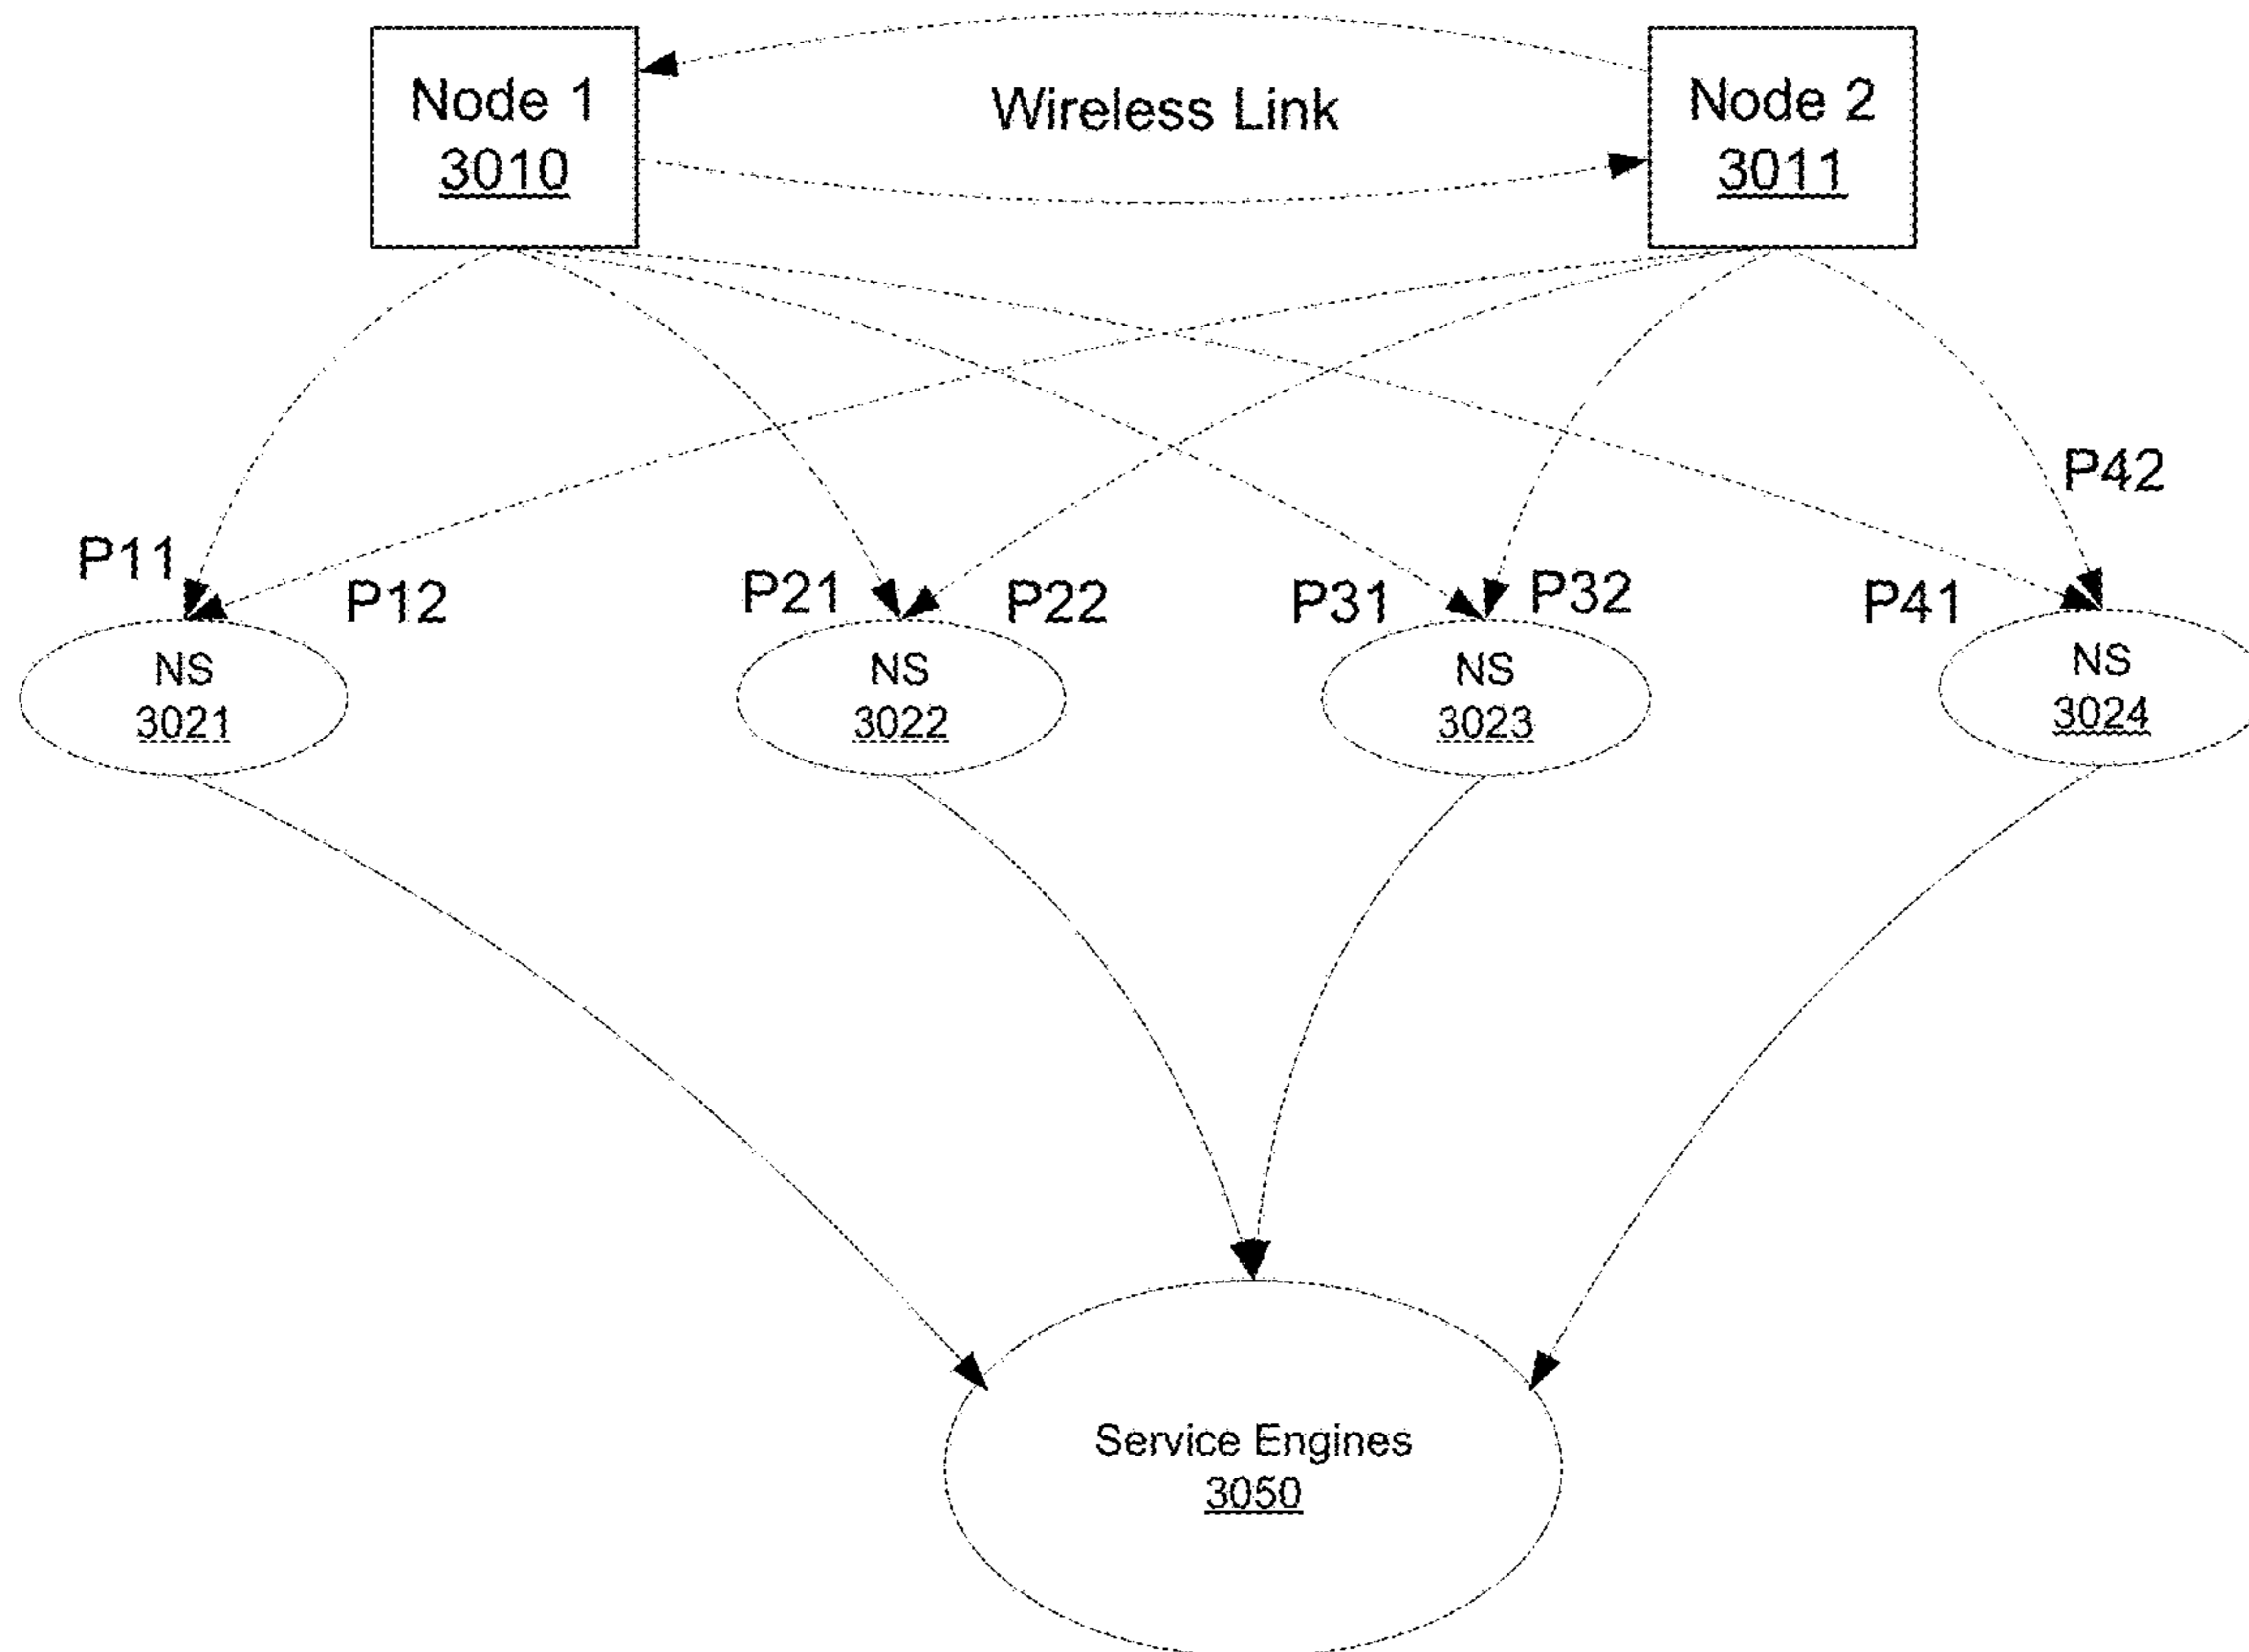 Node 1
3010
Wireless Link
Node 2
3011
P42
P11
P12
P21
P22
P31
P32
P41
NS
3021
NS
3022
NS
3023
NS
3024
Service Engines
3050